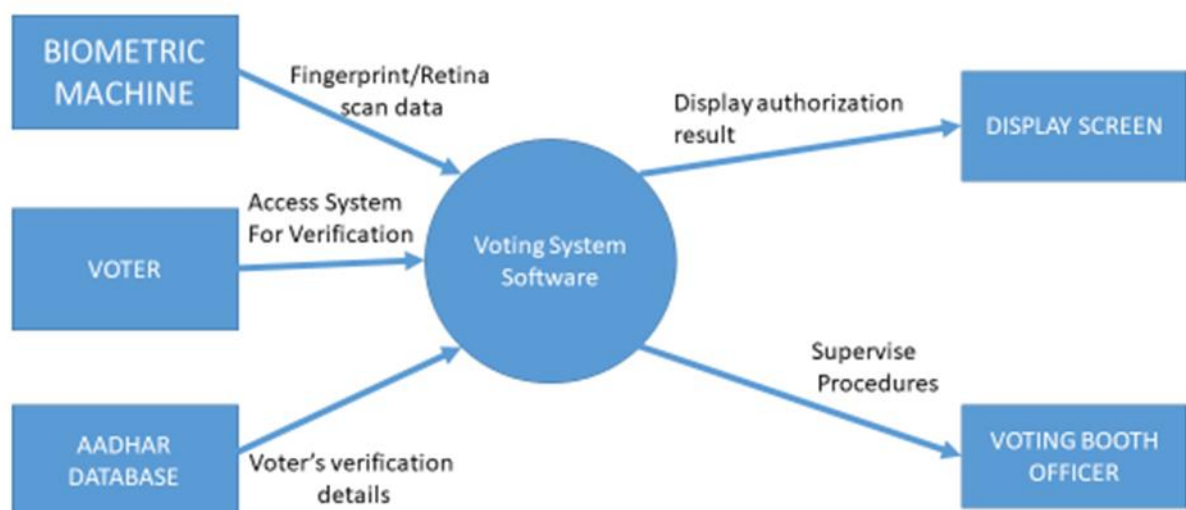 BIOMETRIC
MACHINE
Fingerprint/Retina
scan data
Display authorization
result
DISPLAY SCREEN
Access System
For Verification
VOTER
Voting System
Software
Supervise
Procedures
AADHAR
DATABASE
Voter's verification
details
VOTING BOOTH
OFFICER